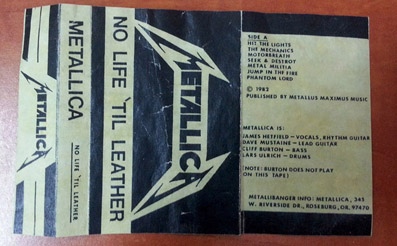 METALLICA
NO LIFE 'TIL LEATHER
METALLICA
NO LIFE 'TIL LEATHER
METALLICA
SIDE A
HIT THE LIGHTS
THE MECHANICS
MOTORBREATH
SEEK & DESTROY
METAL MILITIA
JUMP IN THE FIRE
PHANTOM LORD
© 1982
PUBLISHED BY METALLUS MAXIMUS MUSIC
METALLICA IS:
JAMES HETFIELD - VOCALS, RHYTHM GUITAR
DAVE MUSTAINE - LEAD GUITAR
CLIFF BURTON - BASS
LARS ULRICH - DRUMS
(NOTE: BURTON DOES NOT PLAY
ON THIS TAPE)
METALLIBANGER INFO: METALLICA, 345
W. RIVERSIDE DR., ROSEBURG, OR. 97470